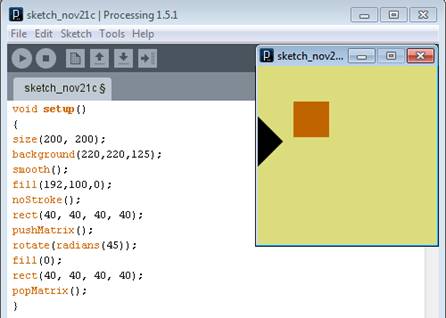 sketch_nov21c | Processing 1.5.1
File Edit Sketch Tools Help
sketch_nov2...
sketch_nov21c §
void setup()
{
size(200, 200);
background(220,220,125);
smooth();
fill(192,100,0);
noStroke();
rect(40, 40, 40, 40);
pushMatrix();
rotate(radians(45));
fill(0);
rect(40, 40, 40, 40);
popMatrix();
}